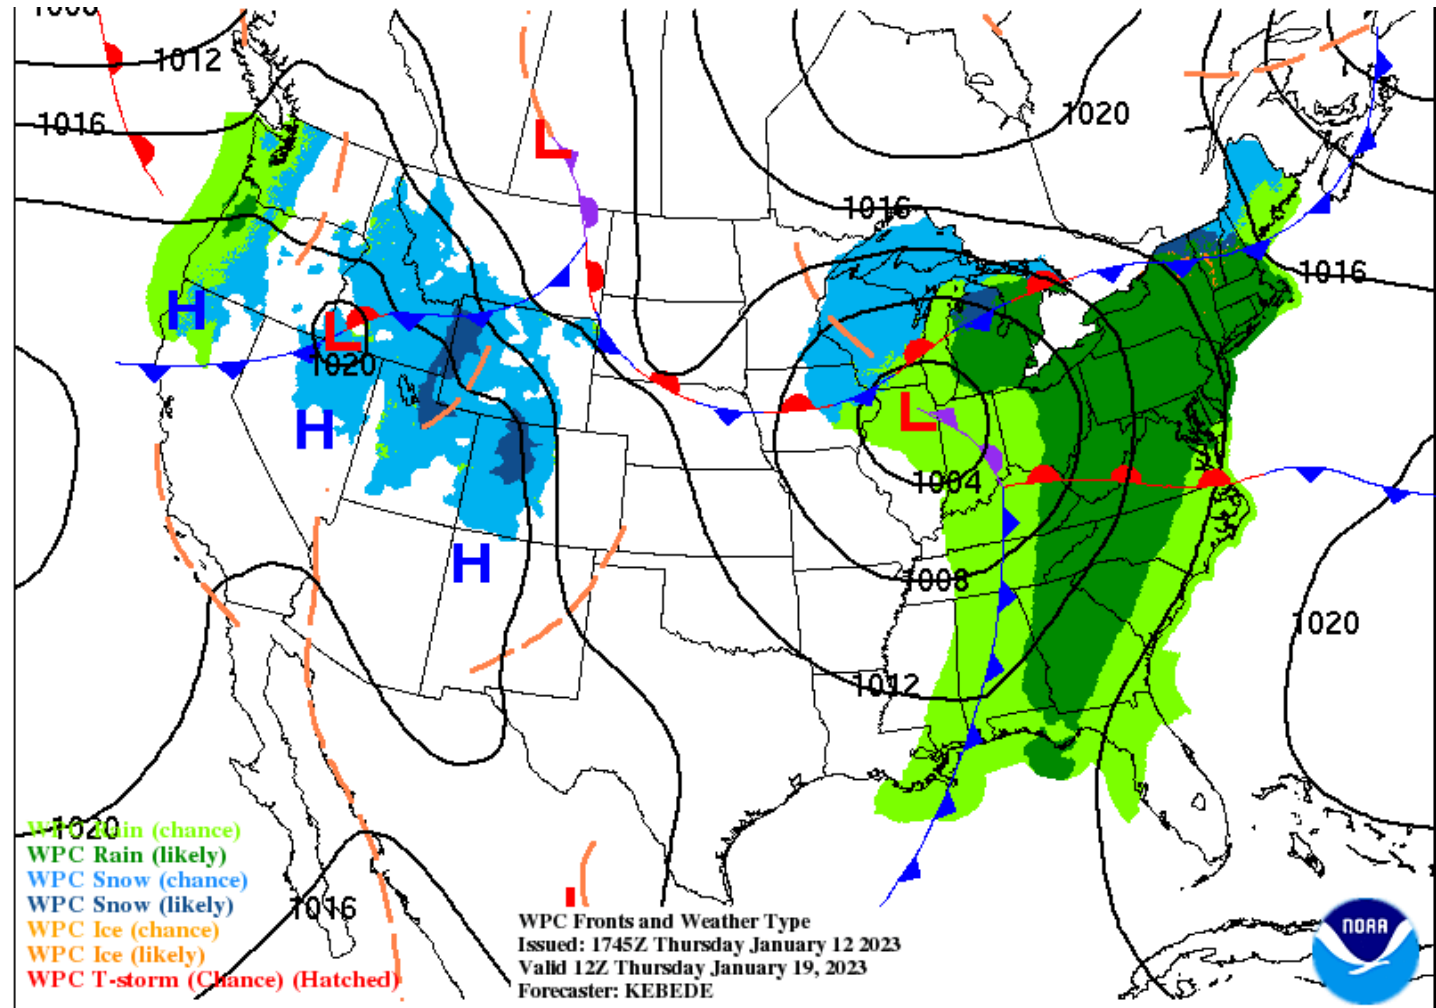 1008
1012
1016
1020
1016
1016
H
L
L
1020
H
L
1004
H
1008
1020
1012
1020
WPC Rain (chance)
WPC Rain (likely)
WPC Snow (chance)
WPC Snow (likely)
WPC Ice (chance)
WPC Ice (likely)
WPC T-storm (Chance) (Hatched)
1016
L
WPC Fronts and Weather Type
Issued: 1745Z Thursday January 12 2023
Valid 12Z Thursday January 19, 2023
Forecaster: KEBEDE
NOAA